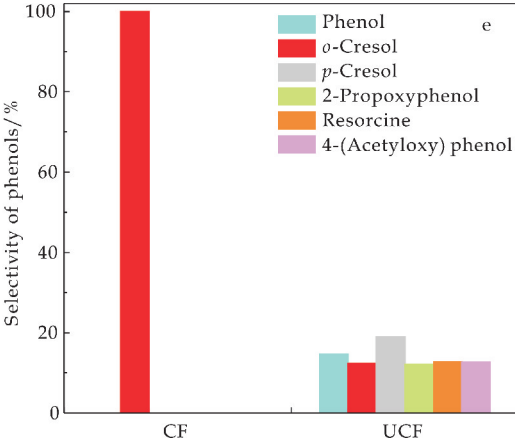 e
Phenol
o-Cresol
p-Cresol
2-Propoxyphenol
Resorcine
4-(Acetyloxy) phenol
Selectivity of phenols/%
100
80
60
40
20
0
CF
UCF